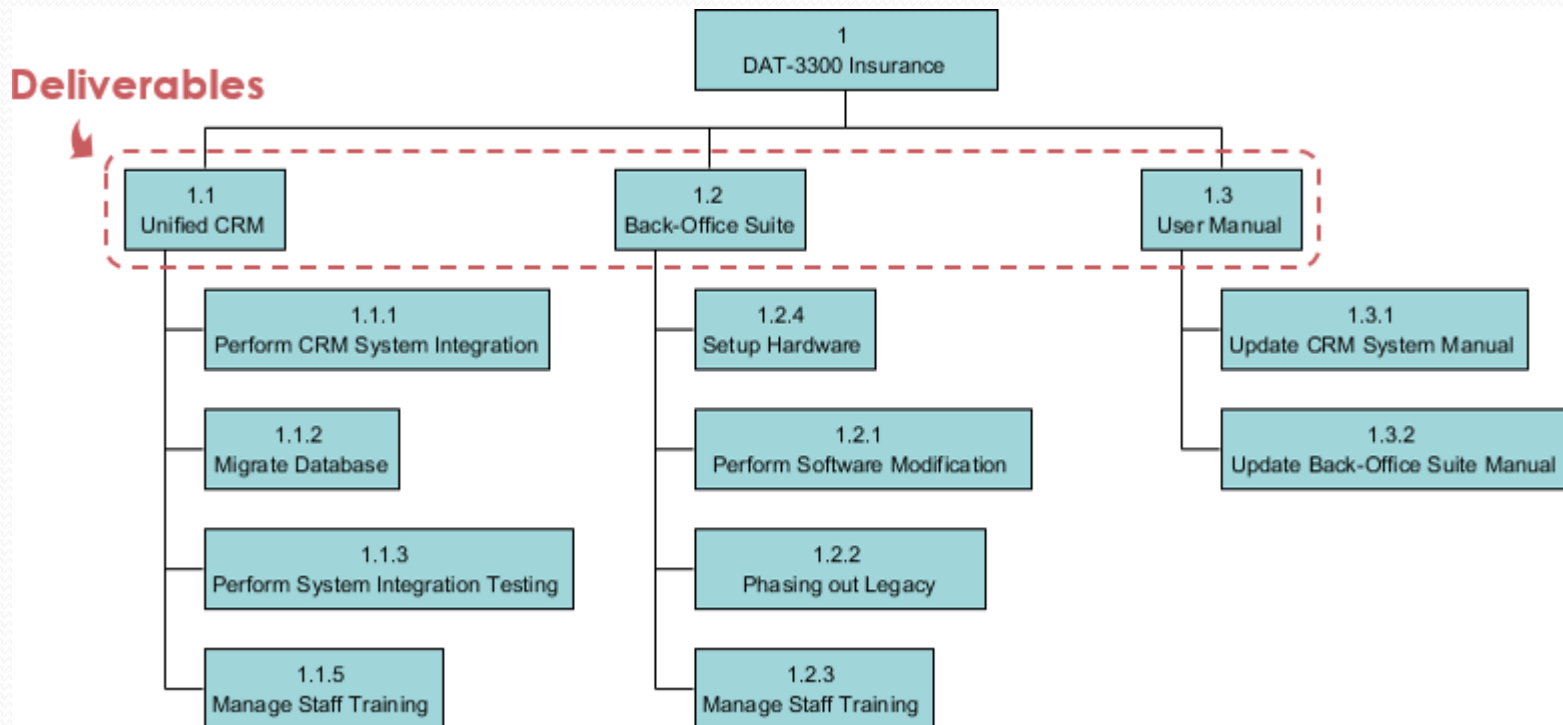 1
DAT-3300 Insurance
Deliverables
1.1
Unified CRM
1.2
Back-Office Suite
1.3
User Manual
1.1.1
Perform CRM System Integration
1.1.2
Migrate Database
1.1.3
Perform System Integration Testing
1.1.5
Manage Staff Training
1.2.4
Setup Hardware
1.2.1
Perform Software Modification
1.2.2
Phasing out Legacy
1.2.3
Manage Staff Training
1.3.1
Update CRM System Manual
1.3.2
Update Back-Office Suite Manual